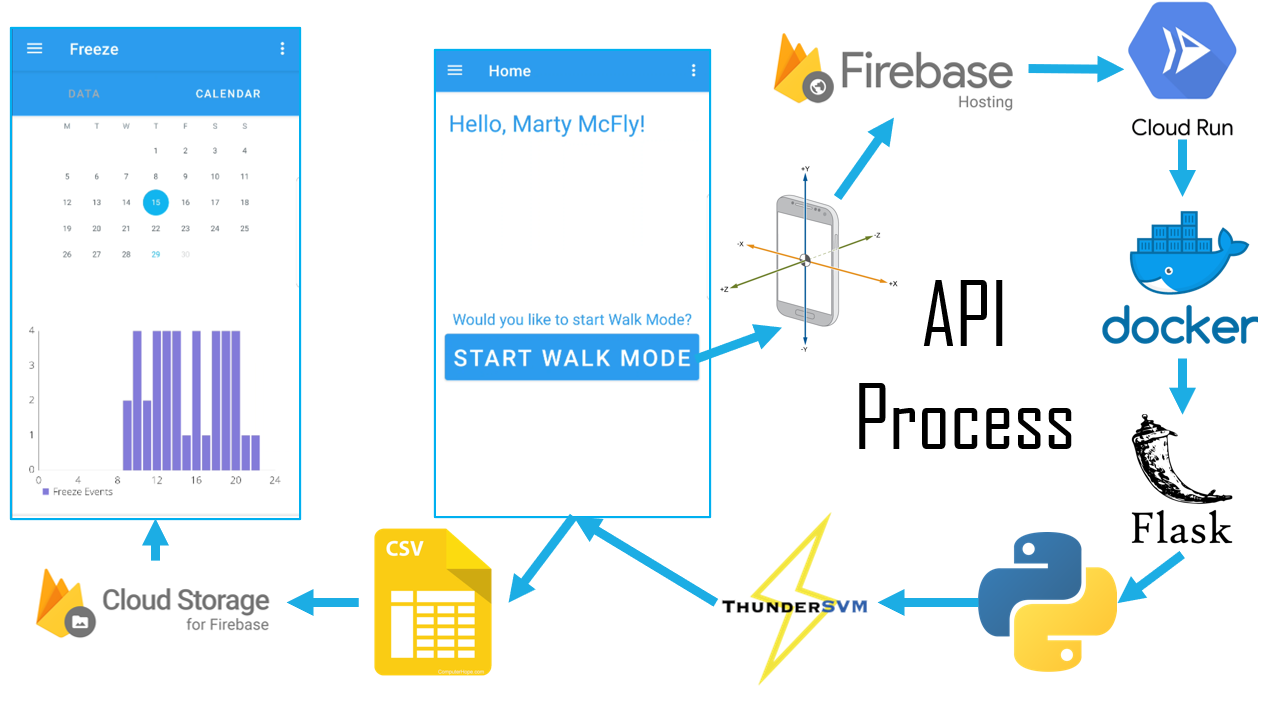 Freeze
DATA CALENDAR
M T W T F S S
1 2 3 4
5 6 7 8 9 10 11
12 13 14 15 16 17 18
19 20 21 22 23 24 25
26 27 28 29 30
4
3
2
1
0
0 4 8 12 16 20 24
Freeze Events
Home
Hello, Marty McFly!
Would you like to start Walk Mode?
START WALK MODE
+Y
-X
-Z
+Z
+X
-Y
Firebase
Hosting
Cloud Run
docker
Flask
API
Process
THUNDERSVM
CSV
Cloud Storage
for Firebase